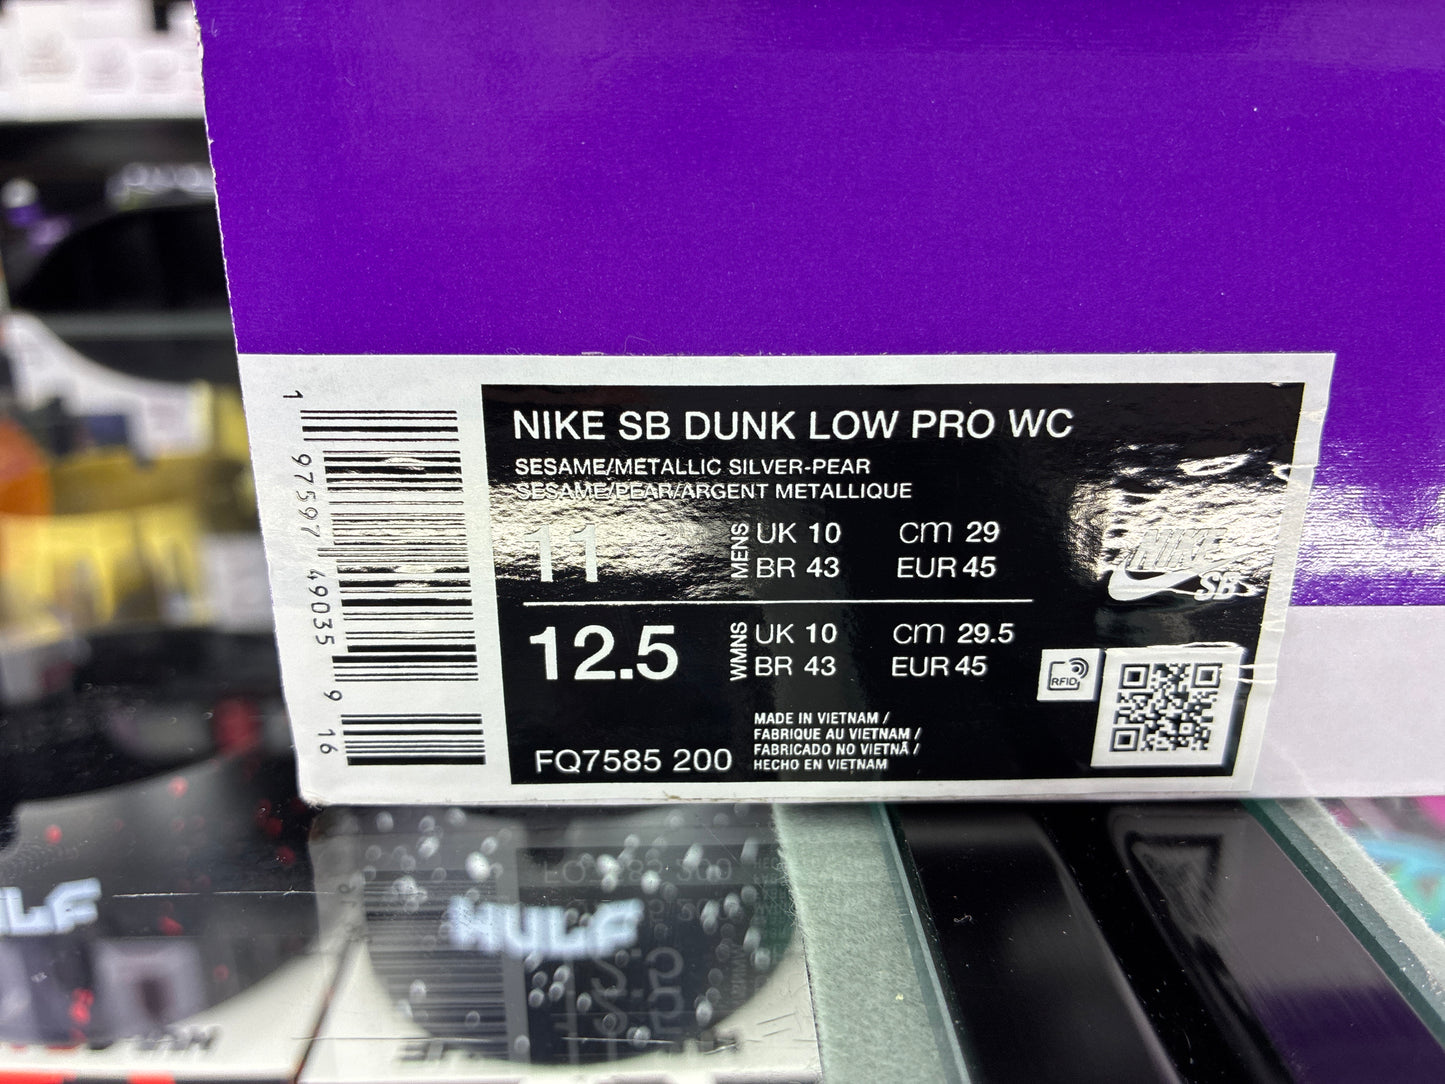 NIKE SB DUNK LOW PRO WC
SESAME/METALLIC SILVER-PEAR
SESAME/PEAR/ARGENT METALLIQUE
11 MENS UK 10 CM 29
BR 43 EUR 45
12.5 WMNS UK 10 CM 29.5
BR 43 EUR 45
FQ7585 200
MADE IN VIETNAM /
FABRIQUE AU VIETNAM /
FABRICADO NO VIETNÃ /
HECHO EN VIETNAM
NIKE
SB
RFID
1 97597 49035 9 16
WULF